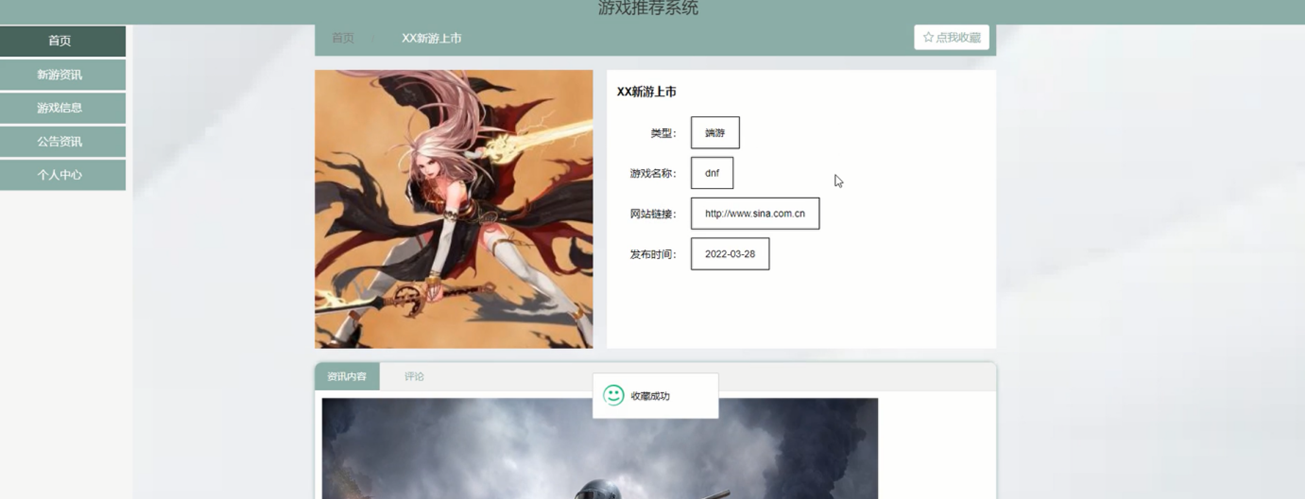 游戏推荐系统
首页
新游资讯
游戏信息
公告资讯
个人中心
首页 / XX新游上市
☆ 点我收藏
XX新游上市
类型： 端游
游戏名称： dnf
网站链接： http://www.sina.com.cn
发布时间： 2022-03-28
资讯内容 评论
收藏成功